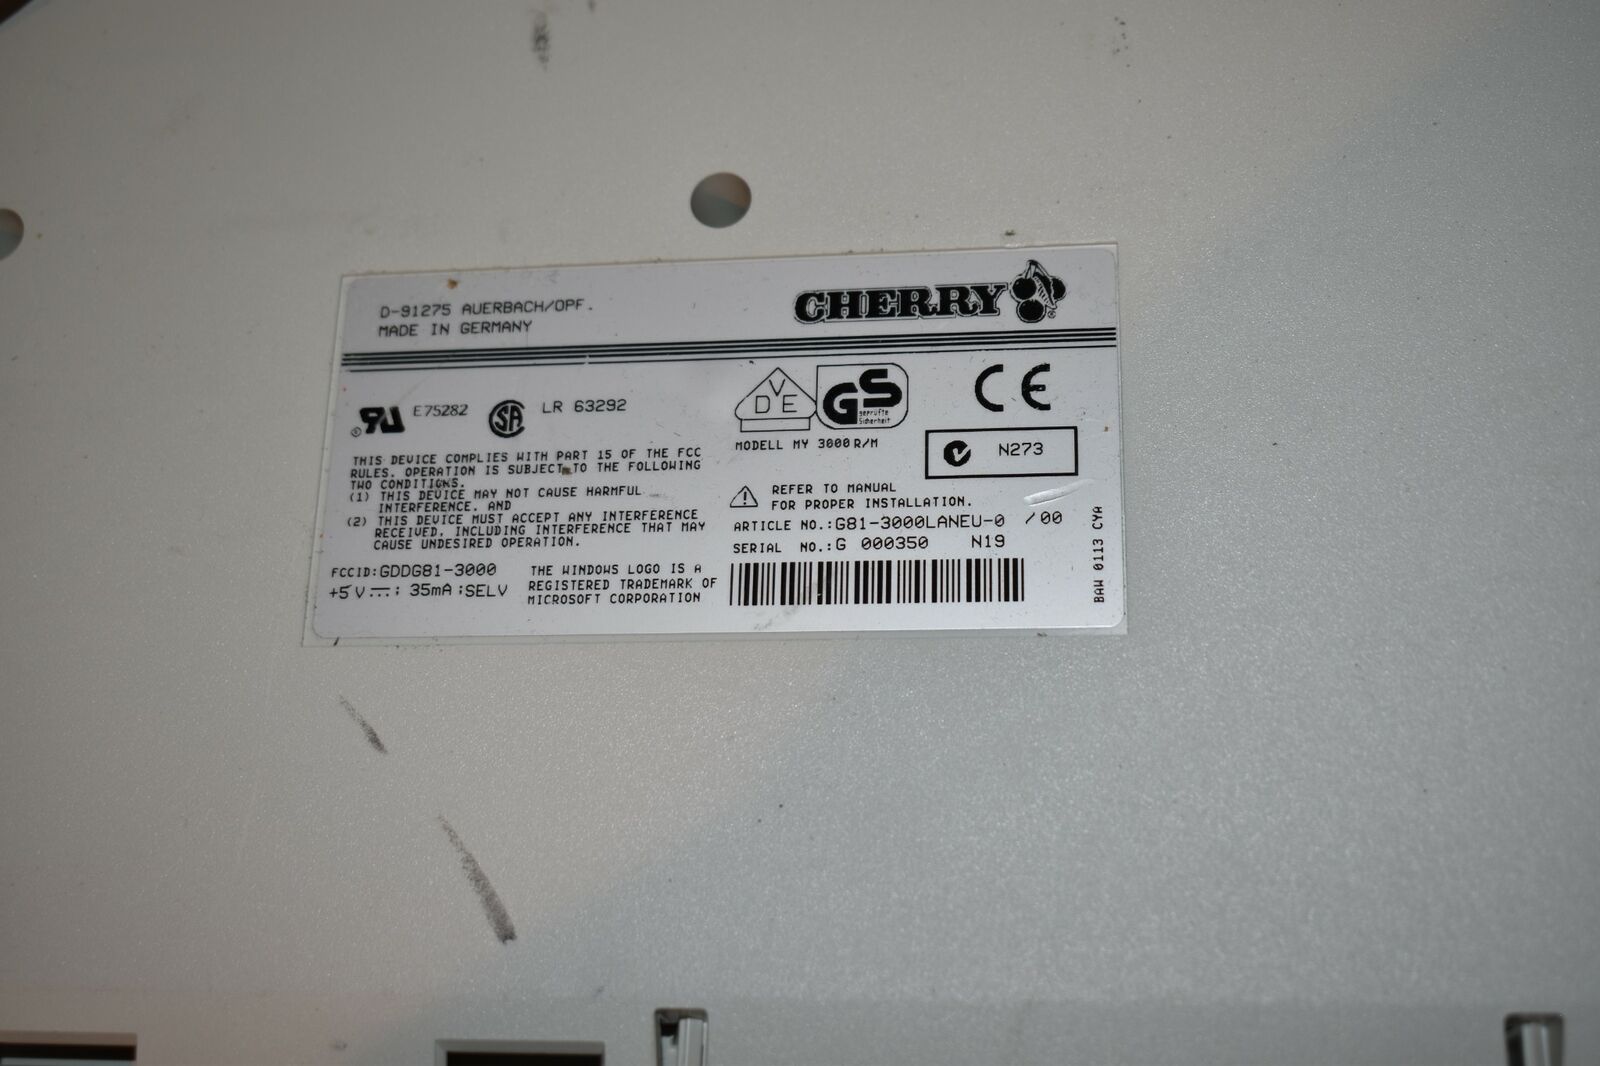 D-91275 AUERBACH/OPF.
MADE IN GERMANY
CHERRY
®
E75282
SA
LR 63292
VDE
GS
geprüfte
Sicherheit
CE
MODELL MY 3000 R/M
N273
THIS DEVICE COMPLIES WITH PART 15 OF THE FCC
RULES. OPERATION IS SUBJECT TO THE FOLLOWING
TWO CONDITIONS.
(1) THIS DEVICE MAY NOT CAUSE HARMFUL
INTERFERENCE. AND
(2) THIS DEVICE MUST ACCEPT ANY INTERFERENCE
RECEIVED, INCLUDING INTERFERENCE THAT MAY
CAUSE UNDESIRED OPERATION.
REFER TO MANUAL
FOR PROPER INSTALLATION.
ARTICLE NO.:G81-3000LANEU-0 /00
SERIAL NO.:G 000350 N19
FCCID:GDDG81-3000
+5V⎓: 35mA:SELV
THE WINDOWS LOGO IS A
REGISTERED TRADEMARK OF
MICROSOFT CORPORATION
BAW 0113 CYA